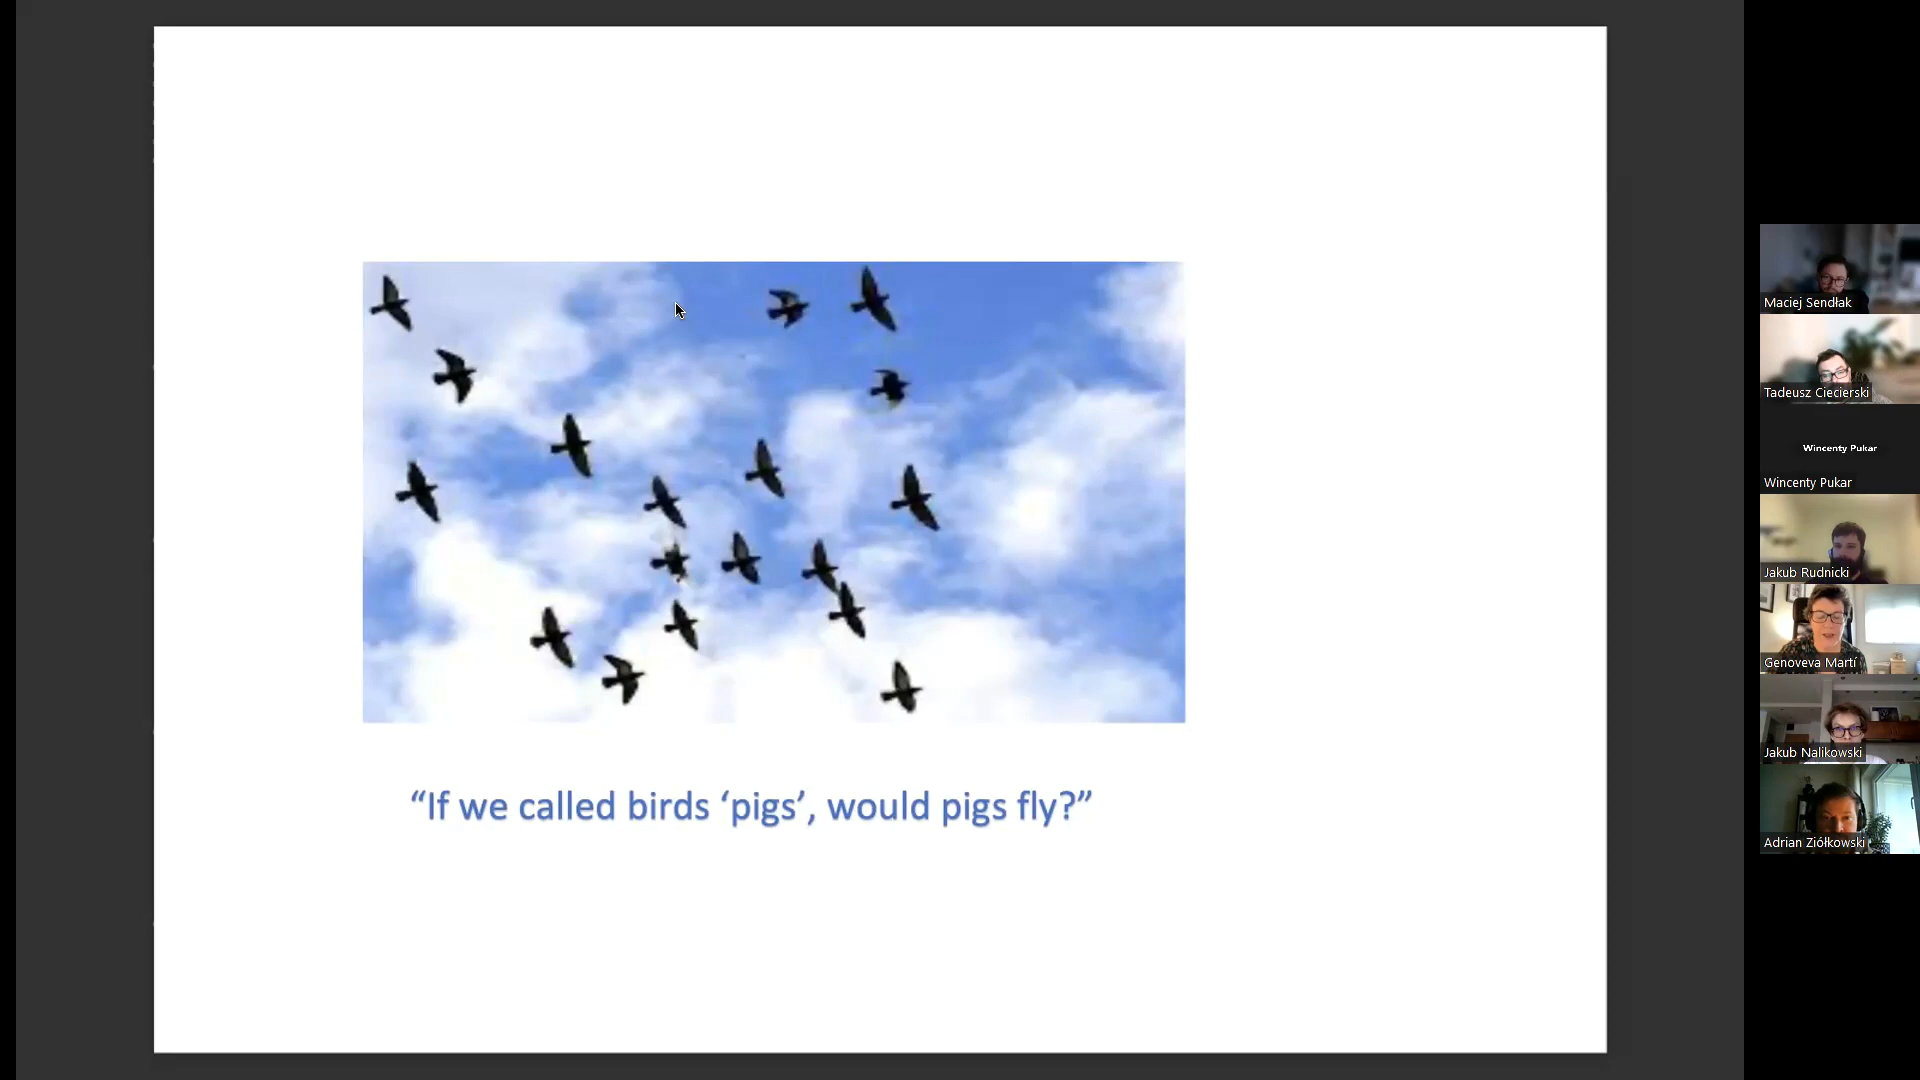 “If we called birds ‘pigs’, would pigs fly?”
Maciej Sendłak
Tadeusz Ciecierski
Wincenty Pukar
Wincenty Pukar
Jakub Rudnicki
Genoveva Martí
Jakub Nalikowski
Adrian Ziółkowski